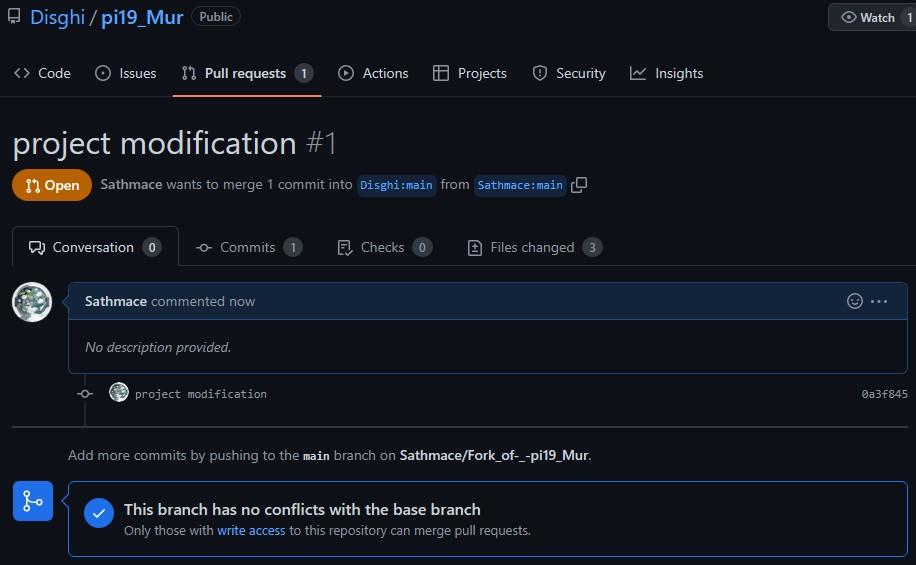 Disghi / pi19_Mur Public Watch 1
Code Issues Pull requests 1 Actions Projects Security Insights
project modification #1
Open Sathmace wants to merge 1 commit into Disghi:main from Sathmace:main
Conversation 0 Commits 1 Checks 0 Files changed 3
Sathmace commented now
No description provided.
project modification 0a3f845
Add more commits by pushing to the main branch on Sathmace/Fork_of-_-pi19_Mur.
This branch has no conflicts with the base branch
Only those with write access to this repository can merge pull requests.